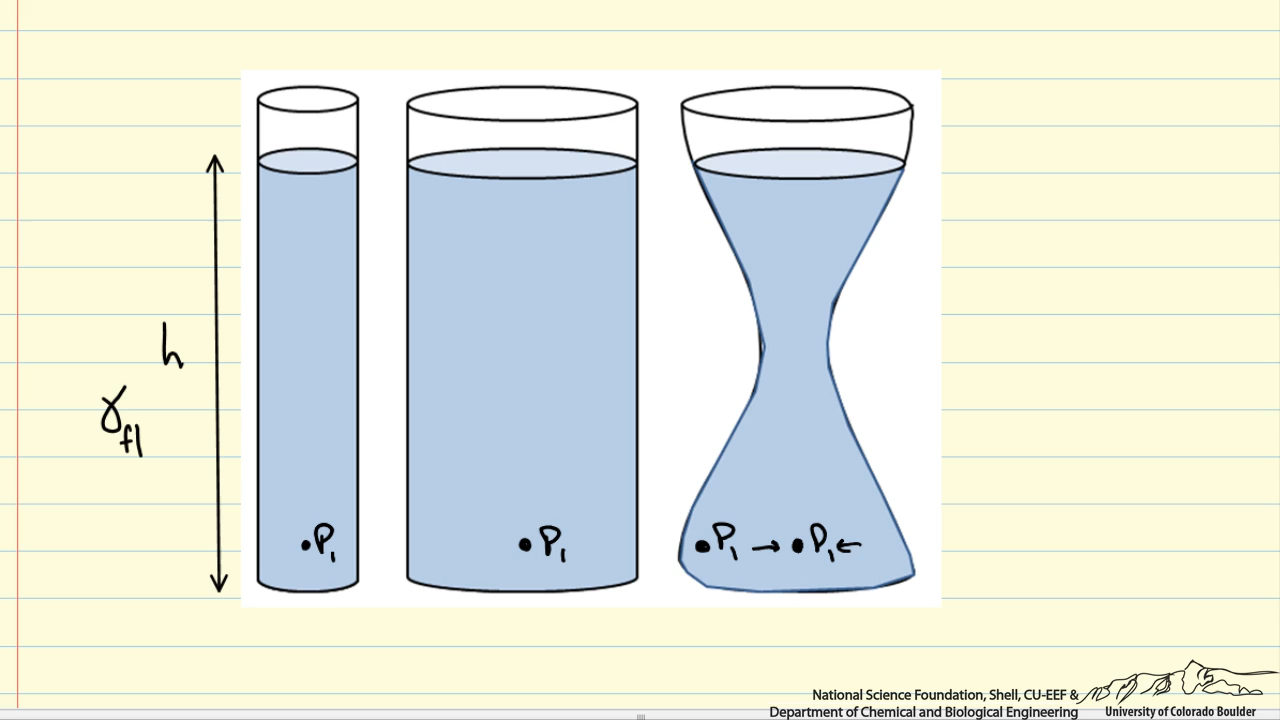 h
γfl
•P₁
•P₁
•P₁ → •P₁ ←
National Science Foundation, Shell, CU-EEF &
Department of Chemical and Biological Engineering
University of Colorado Boulder